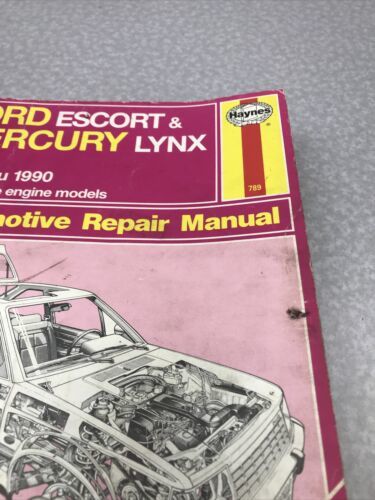 ORD ESCORT &
ERCURY LYNX
u 1990
e engine models
Haynes
®
789
motive Repair Manual